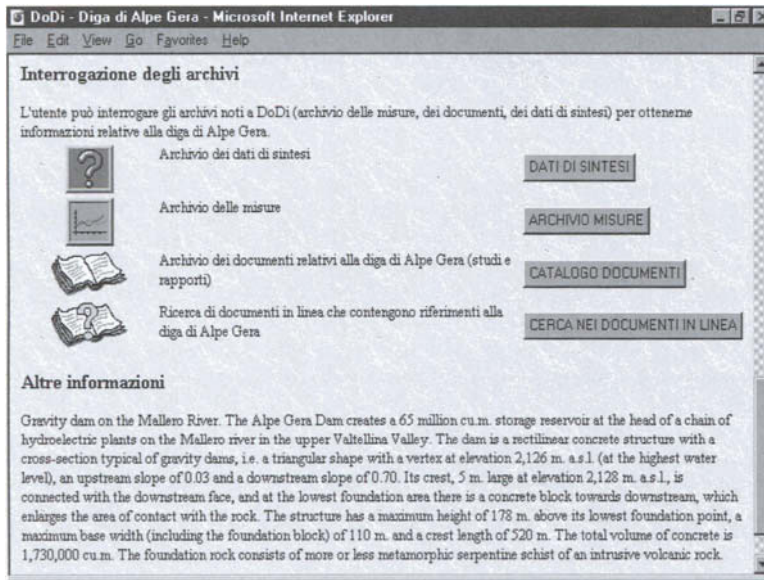 DoDi - Diga di Alpe Gera - Microsoft Internet Explorer
File Edit View Go Favorites Help
Interrogazione degli archivi
L'utente può interrogare gli archivi noti a DoDi (archivio delle misure, dei documenti, dei dati di sintesi) per ottenerne
informazioni relative alla diga di Alpe Gera.
Archivio dei dati di sintesi
DATI DI SINTESI
Archivio delle misure
ARCHIVIO MISURE
Archivio dei documenti relativi alla diga di Alpe Gera (studi e
rapporti)
CATALOGO DOCUMENTI .
Ricerca di documenti in linea che contengono riferimenti alla
diga di Alpe Gera
CERCA NEI DOCUMENTI IN LINEA
Altre informazioni
Gravity dam on the Mallero River. The Alpe Gera Dam creates a 65 million cu.m. storage reservoir at the head of a chain of
hydroelectric plants on the Mallero river in the upper Valtellina Valley. The dam is a rectilinear concrete structure with a
cross-section typical of gravity dams, i.e. a triangular shape with a vertex at elevation 2,126 m. a.s.l. (at the highest water
level), an upstream slope of 0.03 and a downstream slope of 0.70. Its crest, 5 m. large at elevation 2,128 m. a.s.l., is
connected with the downstream face, and at the lowest foundation area there is a concrete block towards downstream, which
enlarges the area of contact with the rock. The structure has a maximum height of 178 m. above its lowest foundation point, a
maximum base width (including the foundation block) of 110 m. and a crest length of 520 m. The total volume of concrete is
1,730,000 cu.m. The foundation rock consists of more or less metamorphic serpentine schist of an intrusive volcanic rock.